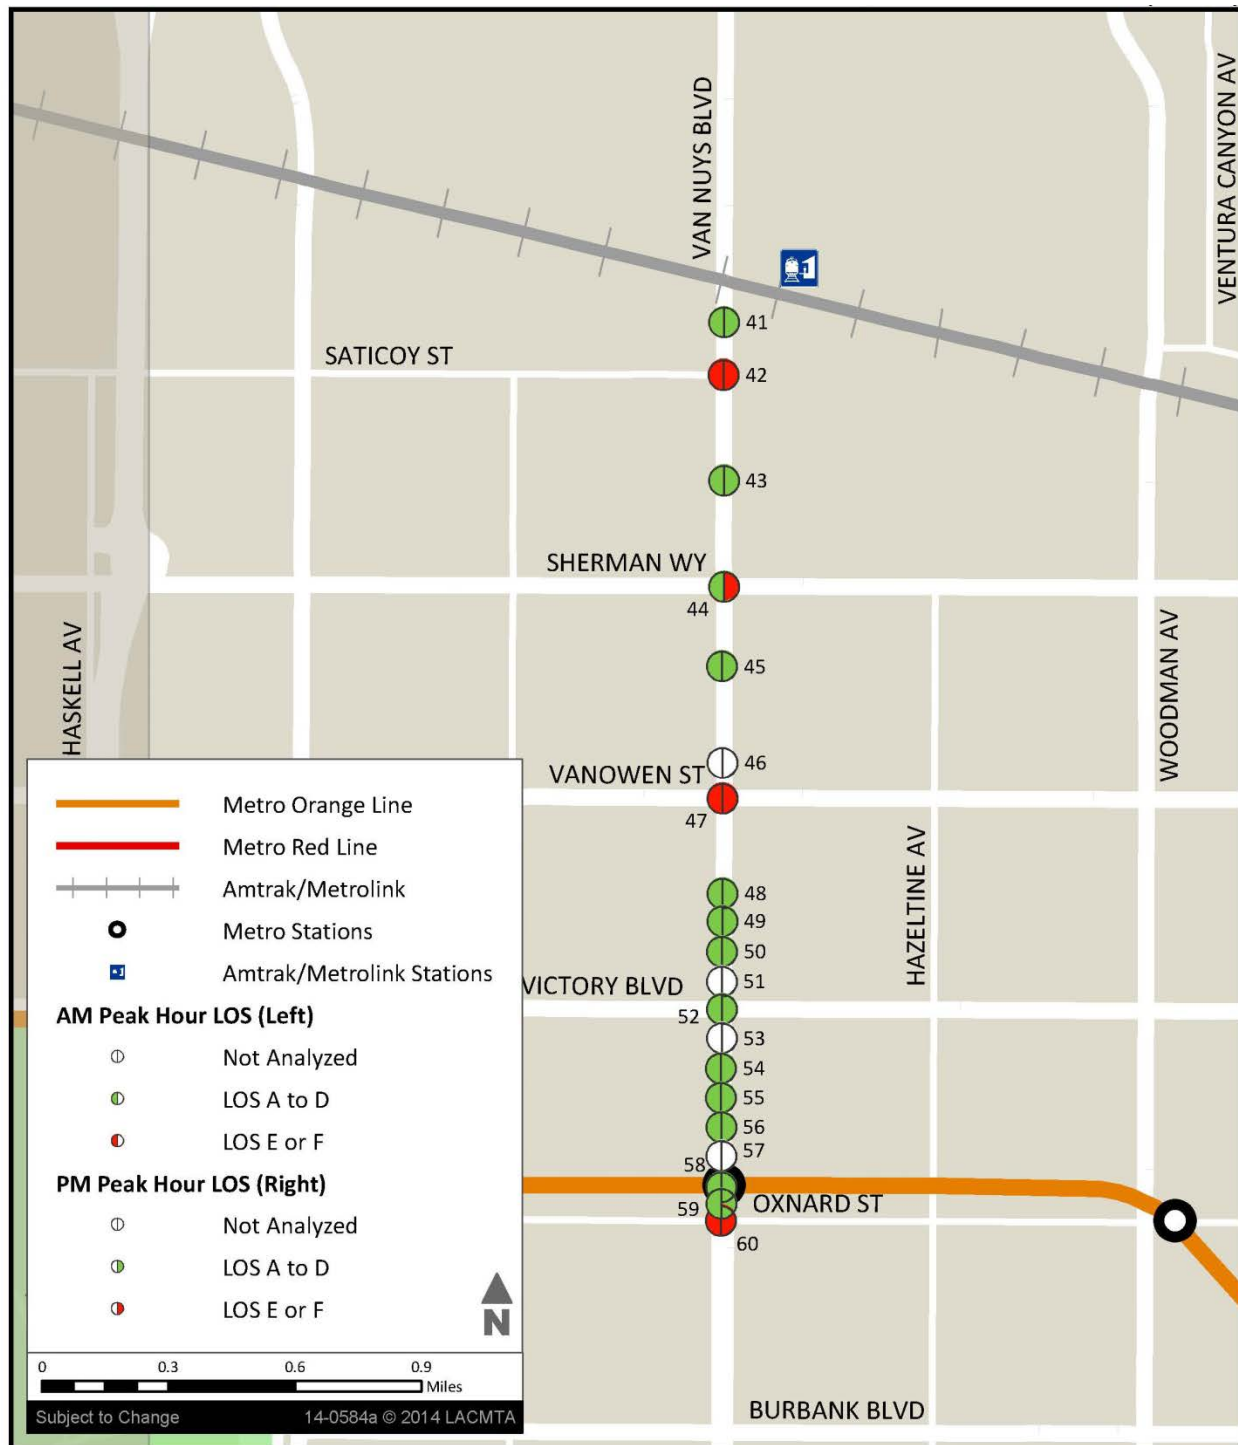 VAN NUYS BLVD
VENTURA CANYON AV
41
SATICOY ST
42
43
SHERMAN WY
44
45
HASKELL AV
WOODMAN AV
46
VANOWEN ST
47
HAZELTINE AV
48
49
50
51
VICTORY BLVD
52
53
54
55
56
57
58
59
OXNARD ST
60
BURBANK BLVD
Metro Orange Line
Metro Red Line
Amtrak/Metrolink
Metro Stations
Amtrak/Metrolink Stations
AM Peak Hour LOS (Left)
Not Analyzed
LOS A to D
LOS E or F
PM Peak Hour LOS (Right)
Not Analyzed
LOS A to D
LOS E or F
N
0 0.3 0.6 0.9
Miles
Subject to Change 14-0584a © 2014 LACMTA